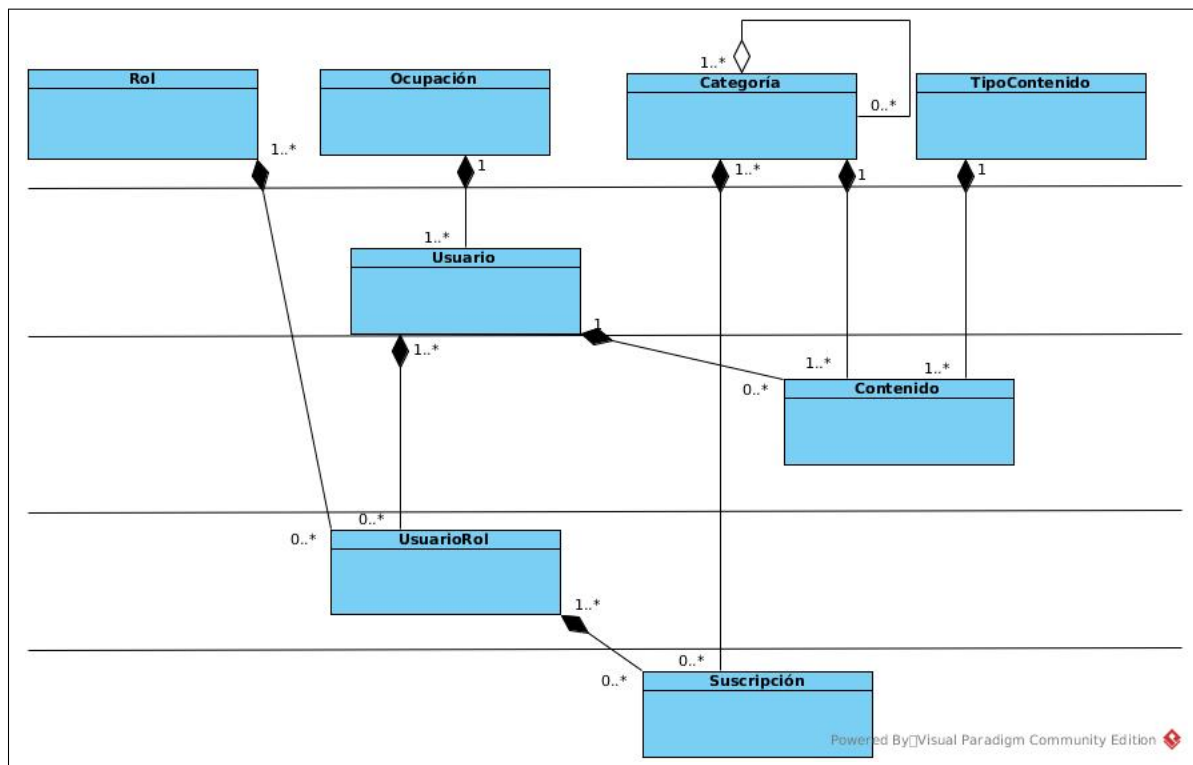 Rol
Ocupación
Categoría
TipoContenido
1..*
0..*
1..*
1
1..*
1
1
1..*
Usuario
1
1..*
1..*
1..*
0..*
Contenido
0..*
0..*
UsuarioRol
1..*
0..*
0..*
Suscripción
Powered By Visual Paradigm Community Edition